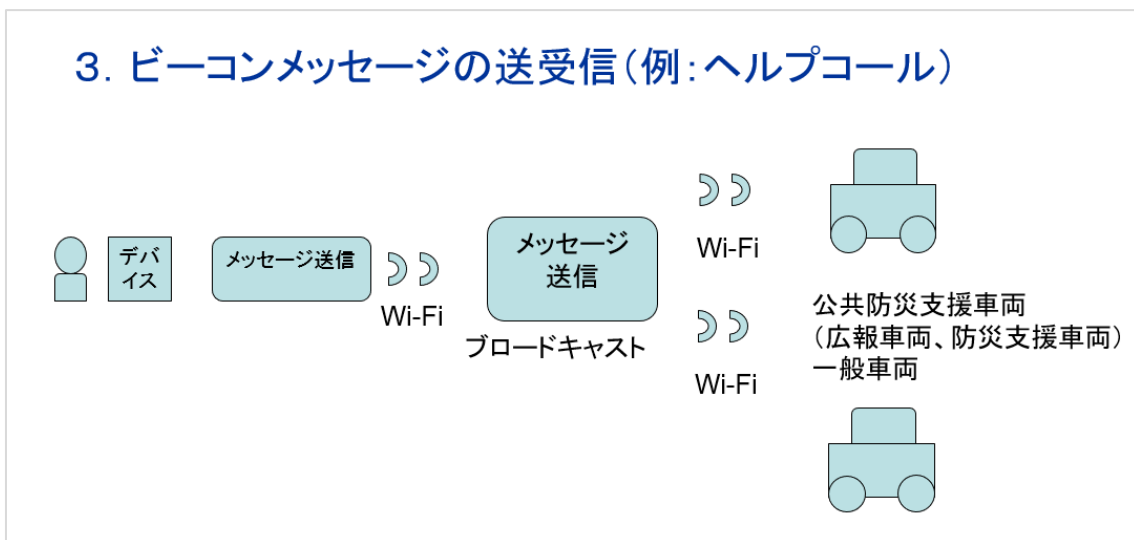 ３．ビーコンメッセージの送受信（例：ヘルプコール）
デバ
イス
メッセージ送信
Wi-Fi
メッセージ
送信
ブロードキャスト
Wi-Fi
Wi-Fi
公共防災支援車両
（広報車両、防災支援車両）
一般車両